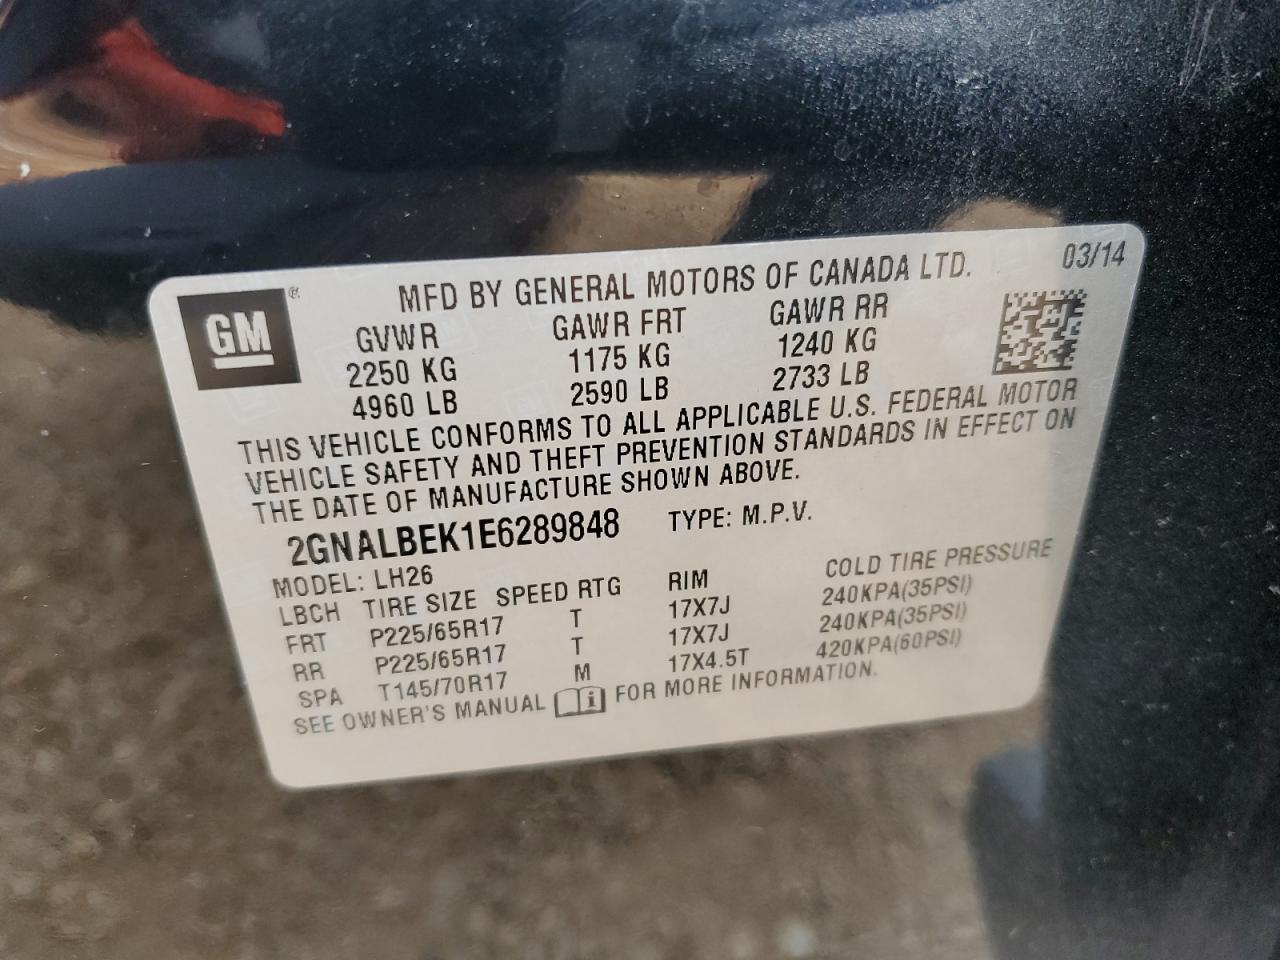 MFD BY GENERAL MOTORS OF CANADA LTD. 03/14
GM®
GVWR GAWR FRT GAWR RR
2250 KG 1175 KG 1240 KG
4960 LB 2590 LB 2733 LB
THIS VEHICLE CONFORMS TO ALL APPLICABLE U.S. FEDERAL MOTOR
VEHICLE SAFETY AND THEFT PREVENTION STANDARDS IN EFFECT ON
THE DATE OF MANUFACTURE SHOWN ABOVE.
2GNALBEK1E6289848 TYPE: M.P.V.
MODEL: LH26
LBCH TIRE SIZE SPEED RTG RIM COLD TIRE PRESSURE
FRT P225/65R17 T 17X7J 240KPA(35PSI)
RR P225/65R17 T 17X7J 240KPA(35PSI)
SPA T145/70R17 M 17X4.5T 420KPA(60PSI)
SEE OWNER'S MANUAL i FOR MORE INFORMATION.